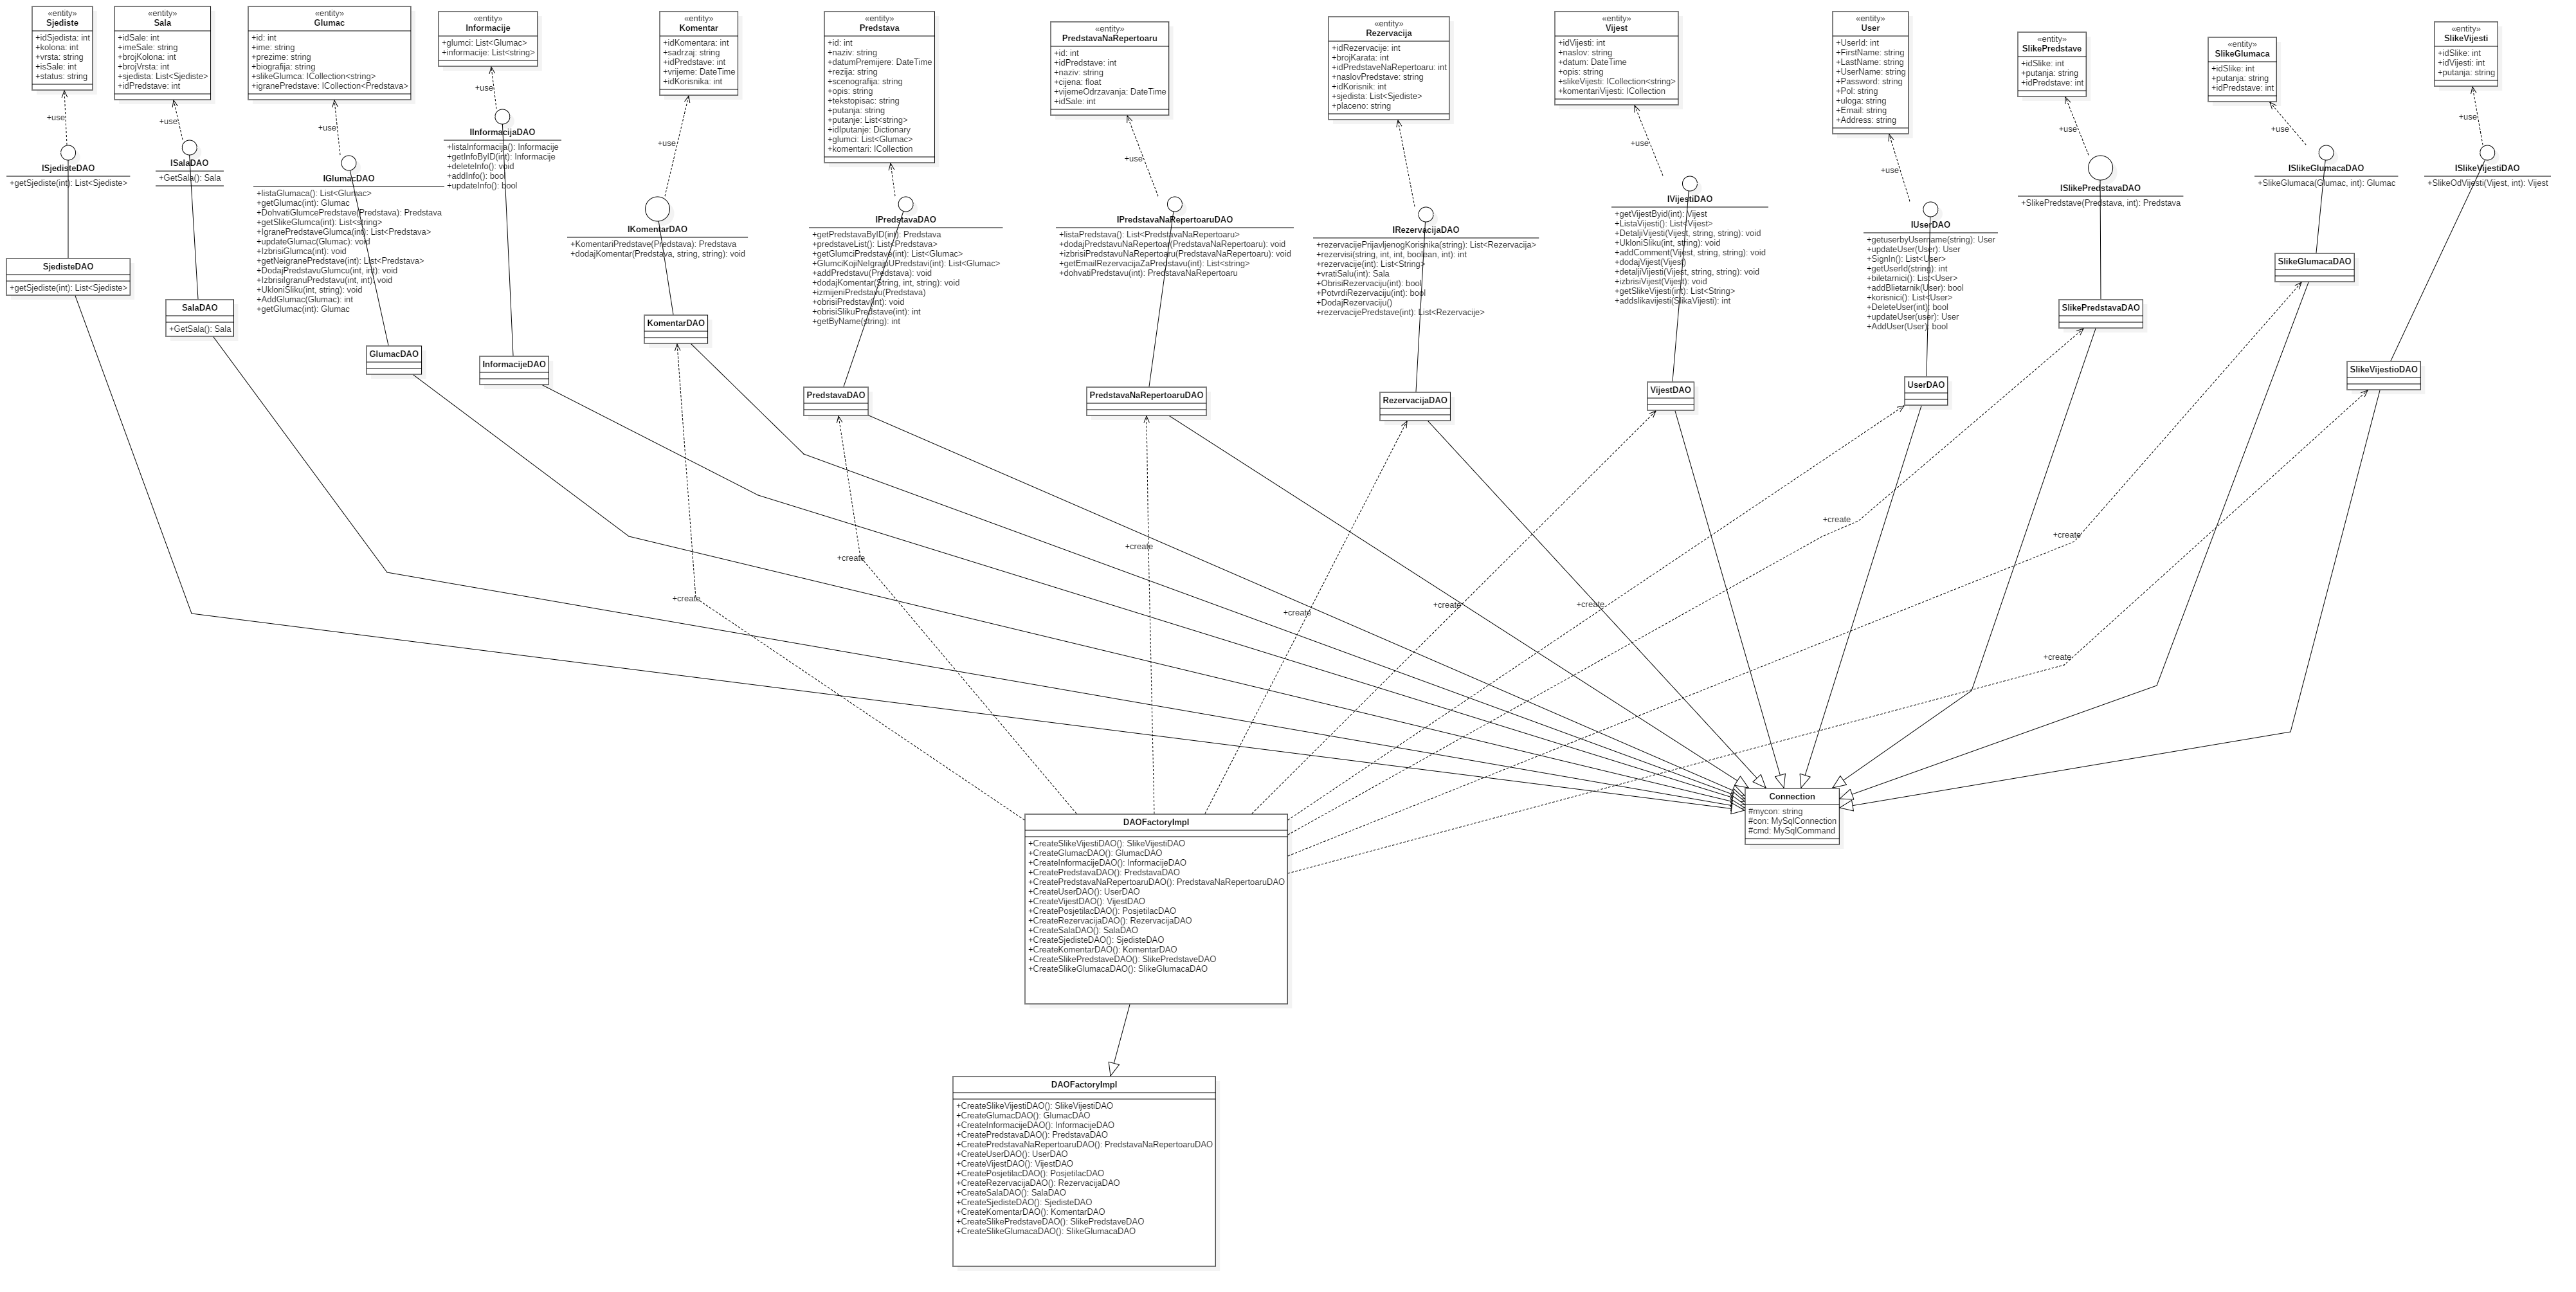 «entity»
Sjediste
+idSjedista: int
+kolona: int
+vrsta: string
+isSale: int
+status: string
«entity»
Sala
+idSale: int
+imeSale: string
+brojKolona: int
+brojVrsta: int
+sjedista: List<Sjediste>
+idPredstave: int
«entity»
Glumac
+id: int
+ime: string
+prezime: string
+biografija: string
+slikeGlumca: ICollection<string>
+igranePredstave: ICollection<Predstava>
«entity»
Informacije
+glumci: List<Glumac>
+informacije: List<string>
«entity»
Komentar
+idKomentara: int
+sadrzaj: string
+idPredstave: int
+vrijeme: DateTime
+idKorisnika: int
«entity»
Predstava
+id: int
+naziv: string
+datumPremijere: DateTime
+rezija: string
+scenografija: string
+opis: string
+tekstopisac: string
+putanja: string
+putanje: List<string>
+idIputanje: Dictionary
+glumci: List<Glumac>
+komentari: ICollection
«entity»
PredstavaNaRepertoaru
+id: int
+idPredstave: int
+naziv: string
+cijena: float
+vijemeOdrzavanja: DateTime
+idSale: int
«entity»
Rezervacija
+idRezervacije: int
+brojKarata: int
+idPredstaveNaRepertoaru: int
+naslovPredstave: string
+idKorisnik: int
+sjedista: List<Sjediste>
+placeno: string
«entity»
Vijest
+idVijesti: int
+naslov: string
+datum: DateTime
+opis: string
+slikeVijesti: ICollection<string>
+komentariVijesti: ICollection
«entity»
User
+UserId: int
+FirstName: string
+LastName: string
+UserName: string
+Password: string
+Pol: string
+uloga: string
+Email: string
+Address: string
«entity»
SlikePredstave
+idSlike: int
+putanja: string
+idPredstave: int
«entity»
SlikeGlumaca
+idSlike: int
+putanja: string
+idPredstave: int
«entity»
SlikeVijesti
+idSlike: int
+idVijesti: int
+putanja: string
+use
+use
+use
+use
+use
+use
+use
+use
+use
+use
+use
ISjedisteDAO
+getSjediste(int): List<Sjediste>
ISalaDAO
+GetSala(): Sala
IGlumacDAO
+listaGlumaca(): List<Glumac>
+getGlumac(int): Glumac
+DohvatiGlumcePredstave(Predstava): Predstava
+getSlikeGlumca(int): List<string>
+IgranePredstaveGlumca(int): List<Predstava>
+updateGlumac(Glumac): void
+IzbrisiGlumca(int): void
+getNeigranePredstave(int): List<Predstava>
+DodajPredstavuGlumcu(int, int): void
+IzbrisiIgranuPredstavu(int, int): void
+UkloniSliku(int, string): void
+AddGlumac(Glumac): int
+getGlumac(int): Glumac
IInformacijaDAO
+listaInformacija(): Informacije
+getInfoByID(int): Informacije
+deleteInfo(): void
+addInfo(): bool
+updateInfo(): bool
IKomentarDAO
+KomentariPredstave(Predstava): Predstava
+dodajKomentar(Predstava, string, string): void
IPredstavaDAO
+getPredstavaByID(int): Predstava
+predstaveList(): List<Predstava>
+getGlumciPredstave(int): List<Glumac>
+GlumciKojiNeIgrajuUPredstavi(int): List<Glumac>
+addPredstavu(Predstava): void
+dodajKomentar(String, int, string): void
+izmijeniPredstavu(Predstava)
+obrisiPredstav(int): void
+obrisiSlikuPredstave(int): int
+getByName(string): int
IPredstavaNaRepertoaruDAO
+listaPredstava(): List<PredstavaNaRepertoaru>
+dodajPredstavuNaRepertoar(PredstavaNaRepertoaru): void
+izbrisiPredstavuNaRepertoaru(PredstavaNaRepertoaru): void
+getEmailRezervacijaZaPredstavu(int): List<string>
+dohvatiPredstavu(int): PredstavaNaRepertoaru
IRezervacijaDAO
+rezervacijePrijavljenogKorisnika(string): List<Rezervacija>
+rezervisi(string, int, int, boolean, int): int
+rezervacije(int): List<String>
+vratiSalu(int): Sala
+ObrisiRezervaciju(int): bool
+PotvrdiRezervaciju(int): bool
+DodajRezervaciju()
+rezervacijePredstave(int): List<Rezervacije>
IVijestiDAO
+getVijestByid(int): Vijest
+ListaVijesti(): List<Vijest>
+DetaljiVijesti(Vijest, string, string): void
+UkloniSliku(int, string): void
+addComment(Vijest, string, string): void
+dodajVijest(Vijest)
+detaljiVijesti(Vijest, string, string): void
+izbrisiVijest(Vijest): void
+getSlikeVijesti(int): List<String>
+addslikavijesti(SlikaVijesti): int
IUserDAO
+getuserbyUsername(string): User
+updateUser(User): User
+SignIn(): List<User>
+getUserId(string): int
+biletarnici(): List<User>
+addBlietarnik(User): bool
+korisnici(): List<User>
+DeleteUser(int): bool
+updateUser(user): User
+AddUser(User): bool
ISlikePredstavaDAO
+SlikePredstave(Predstava, int): Predstava
ISlikeGlumacaDAO
+SlikeGlumaca(Glumac, int): Glumac
ISlikeVijestiDAO
+SlikeOdVijesti(Vijest, int): Vijest
SjedisteDAO
+getSjediste(int): List<Sjediste>
SalaDAO
+GetSala(): Sala
GlumacDAO
InformacijeDAO
KomentarDAO
PredstavaDAO
PredstavaNaRepertoaruDAO
RezervacijaDAO
VijestDAO
UserDAO
SlikePredstavaDAO
SlikeGlumacaDAO
SlikeVijestioDAO
+create
+create
+create
+create
+create
+create
+create
+create
+create
Connection
#mycon: string
#con: MySqlConnection
#cmd: MySqlCommand
DAOFactoryImpl
+CreateSlikeVijestiDAO(): SlikeVijestiDAO
+CreateGlumacDAO(): GlumacDAO
+CreateInformacijeDAO(): InformacijeDAO
+CreatePredstavaDAO(): PredstavaDAO
+CreatePredstavaNaRepertoaruDAO(): PredstavaNaRepertoaruDAO
+CreateUserDAO(): UserDAO
+CreateVijestDAO(): VijestDAO
+CreatePosjetilacDAO(): PosjetilacDAO
+CreateRezervacijaDAO(): RezervacijaDAO
+CreateSalaDAO(): SalaDAO
+CreateSjedisteDAO(): SjedisteDAO
+CreateKomentarDAO(): KomentarDAO
+CreateSlikePredstaveDAO(): SlikePredstaveDAO
+CreateSlikeGlumacaDAO(): SlikeGlumacaDAO
DAOFactoryImpl
+CreateSlikeVijestiDAO(): SlikeVijestiDAO
+CreateGlumacDAO(): GlumacDAO
+CreateInformacijeDAO(): InformacijeDAO
+CreatePredstavaDAO(): PredstavaDAO
+CreatePredstavaNaRepertoaruDAO(): PredstavaNaRepertoaruDAO
+CreateUserDAO(): UserDAO
+CreateVijestDAO(): VijestDAO
+CreatePosjetilacDAO(): PosjetilacDAO
+CreateRezervacijaDAO(): RezervacijaDAO
+CreateSalaDAO(): SalaDAO
+CreateSjedisteDAO(): SjedisteDAO
+CreateKomentarDAO(): KomentarDAO
+CreateSlikePredstaveDAO(): SlikePredstaveDAO
+CreateSlikeGlumacaDAO(): SlikeGlumacaDAO